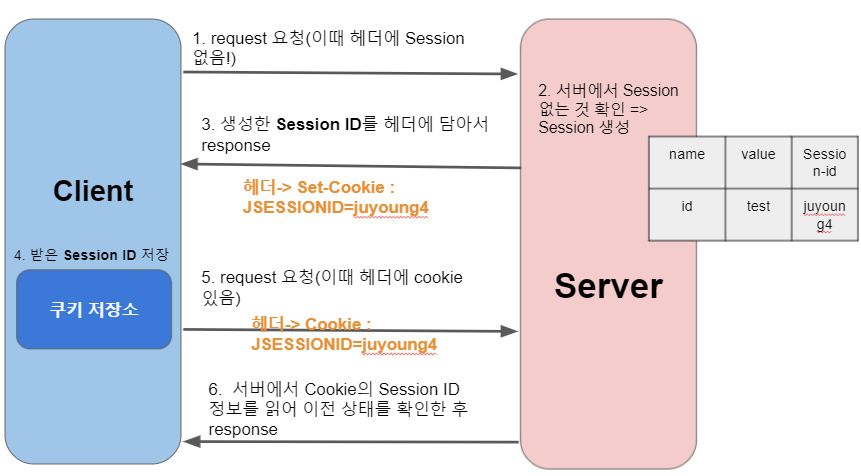 1. request 요청(이때 헤더에 Session
없음!)
2. 서버에서 Session
없는 것 확인 =>
Session 생성
3. 생성한 Session ID를 헤더에 담아서
response
헤더-> Set-Cookie :
JSESSIONID=juyoung4
name value Sessio
n-id
id test juyoun
g4
Client
4. 받은 Session ID 저장
쿠키 저장소
5. request 요청(이때 헤더에 cookie
있음)
헤더-> Cookie :
JSESSIONID=juyoung4
Server
6. 서버에서 Cookie의 Session ID
정보를 읽어 이전 상태를 확인한 후
response